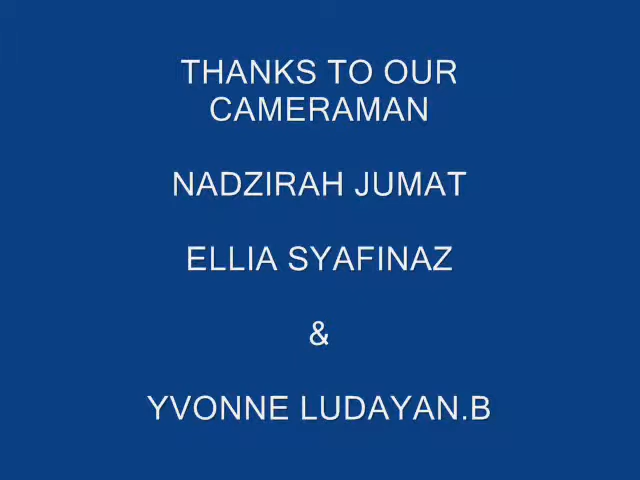 THANKS TO OUR
CAMERAMAN
NADZIRAH JUMAT
ELLIA SYAFINAZ
&
YVONNE LUDAYAN.B